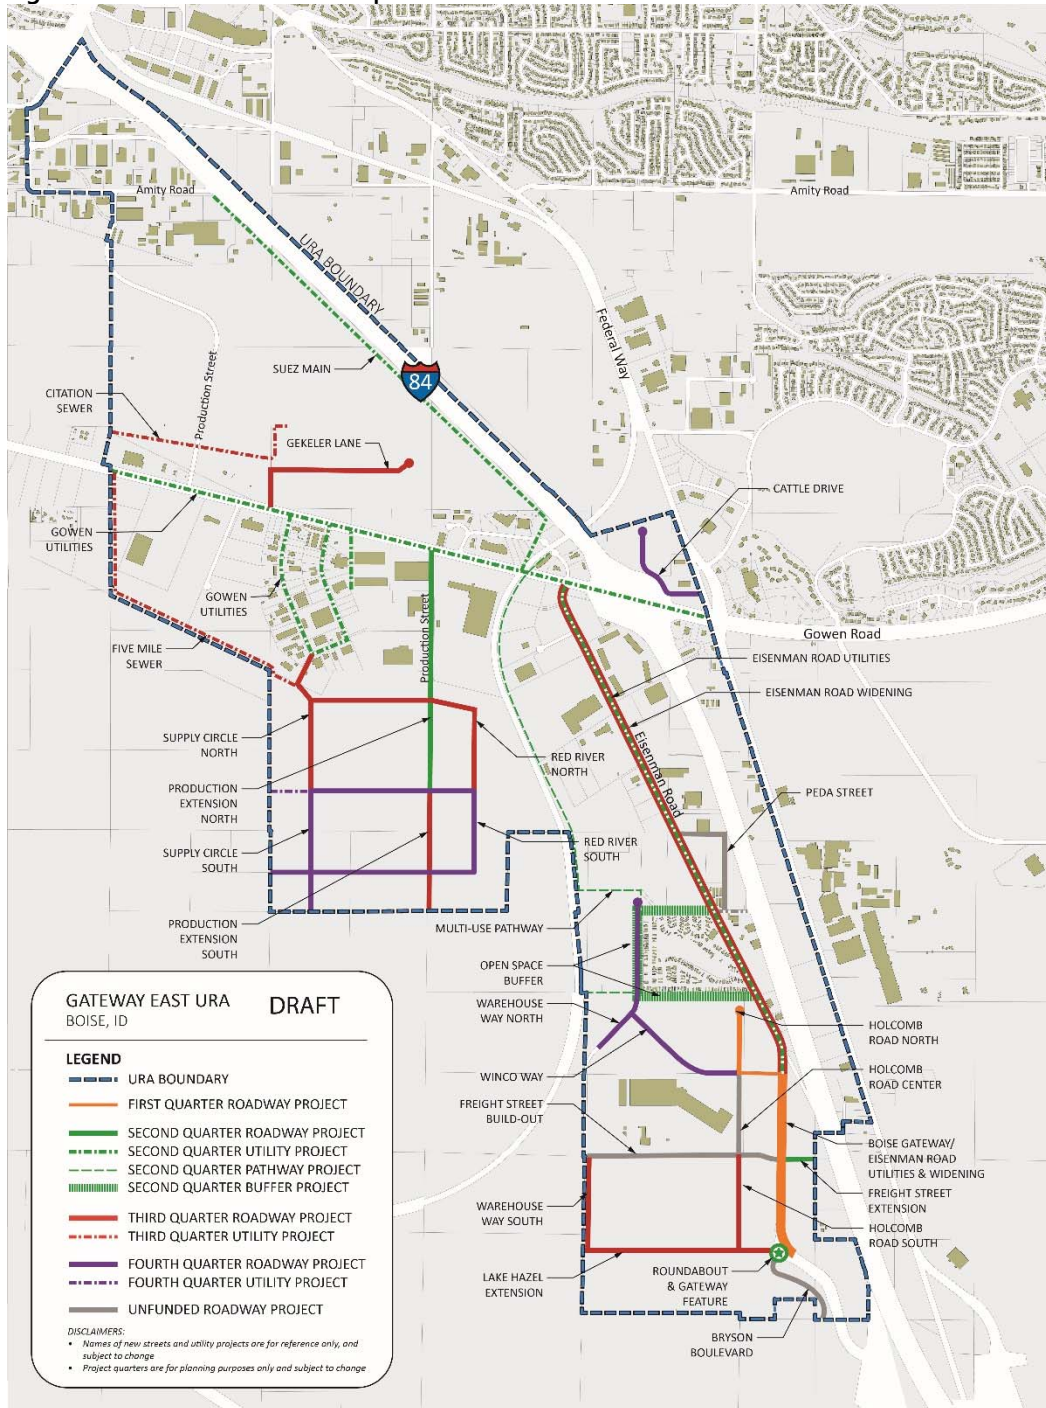 Amity Road
Amity Road
URA BOUNDARY
Federal Way
SUEZ MAIN
84
Production Street
CITATION
SEWER
GEKELER LANE
CATTLE DRIVE
GOWEN
UTILITIES
GOWEN
UTILITIES
Production Street
Gowen Road
FIVE MILE
SEWER
EISENMAN ROAD UTILITIES
EISENMAN ROAD WIDENING
SUPPLY CIRCLE
NORTH
RED RIVER
NORTH
Eisenman Road
PRODUCTION
EXTENSION
NORTH
PEDA STREET
SUPPLY CIRCLE
SOUTH
RED RIVER
SOUTH
PRODUCTION
EXTENSION
SOUTH
MULTI-USE PATHWAY
OPEN SPACE
BUFFER
WAREHOUSE
WAY NORTH
HOLCOMB
ROAD NORTH
WINCO WAY
HOLCOMB
ROAD CENTER
FREIGHT STREET
BUILD-OUT
BOISE GATEWAY/
EISENMAN ROAD
UTILITIES & WIDENING
FREIGHT STREET
EXTENSION
WAREHOUSE
WAY SOUTH
HOLCOMB
ROAD SOUTH
LAKE HAZEL
EXTENSION
ROUNDABOUT
& GATEWAY
FEATURE
BRYSON
BOULEVARD
GATEWAY EAST URA DRAFT
BOISE, ID
LEGEND
URA BOUNDARY
FIRST QUARTER ROADWAY PROJECT
SECOND QUARTER ROADWAY PROJECT
SECOND QUARTER UTILITY PROJECT
SECOND QUARTER PATHWAY PROJECT
SECOND QUARTER BUFFER PROJECT
THIRD QUARTER ROADWAY PROJECT
THIRD QUARTER UTILITY PROJECT
FOURTH QUARTER ROADWAY PROJECT
FOURTH QUARTER UTILITY PROJECT
UNFUNDED ROADWAY PROJECT
DISCLAIMERS:
• Names of new streets and utility projects are for reference only, and
subject to change
• Project quarters are for planning purposes only and subject to change